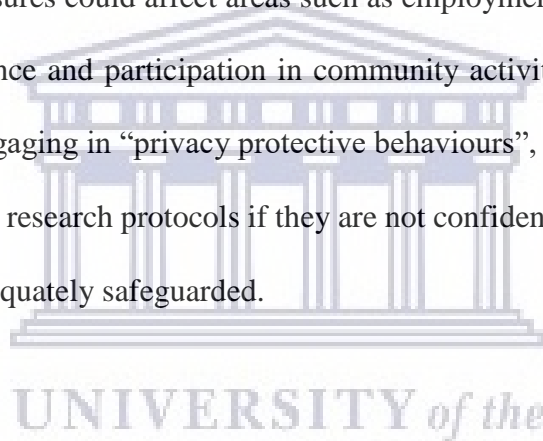 sures could affect areas such as employmen
nce and participation in community activit
gaging in “privacy protective behaviours”,
research protocols if they are not confiden
quately safeguarded.
UNIVERSITY of the